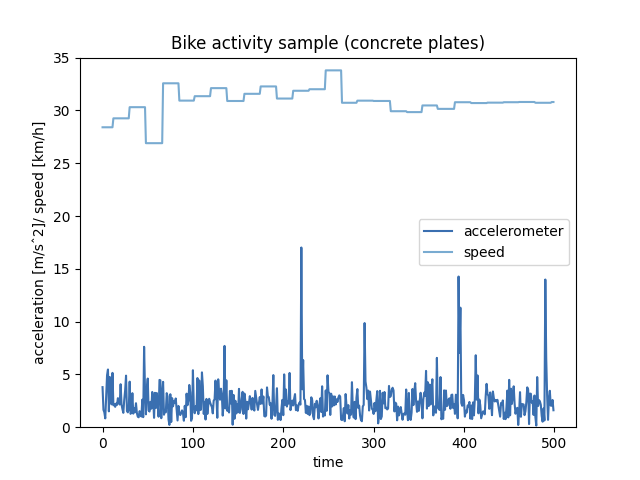 Bike activity sample (concrete plates)
35
30
25
20
15
10
5
0
acceleration [m/s^2]/ speed [km/h]
accelerometer
speed
0 100 200 300 400 500
time